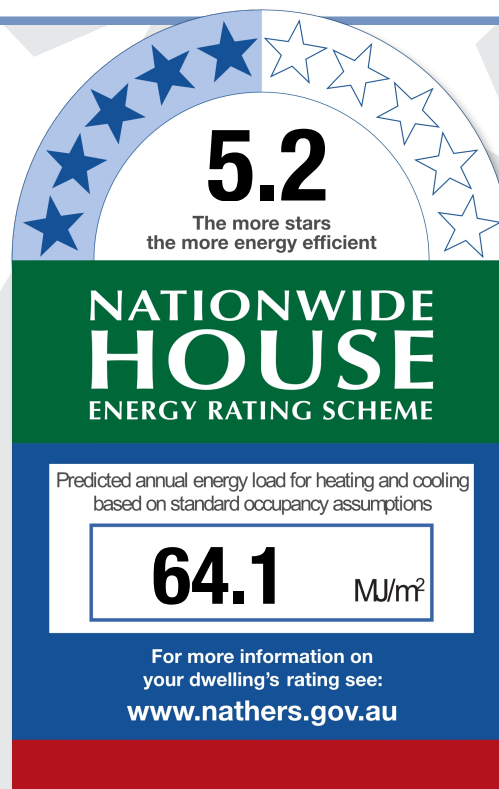 5.2
The more stars
the more energy efficient
NATIONWIDE
HOUSE
ENERGY RATING SCHEME
Predicted annual energy load for heating and cooling
based on standard occupancy assumptions
64.1 MJ/m²
For more information on
your dwelling's rating see:
www.nathers.gov.au